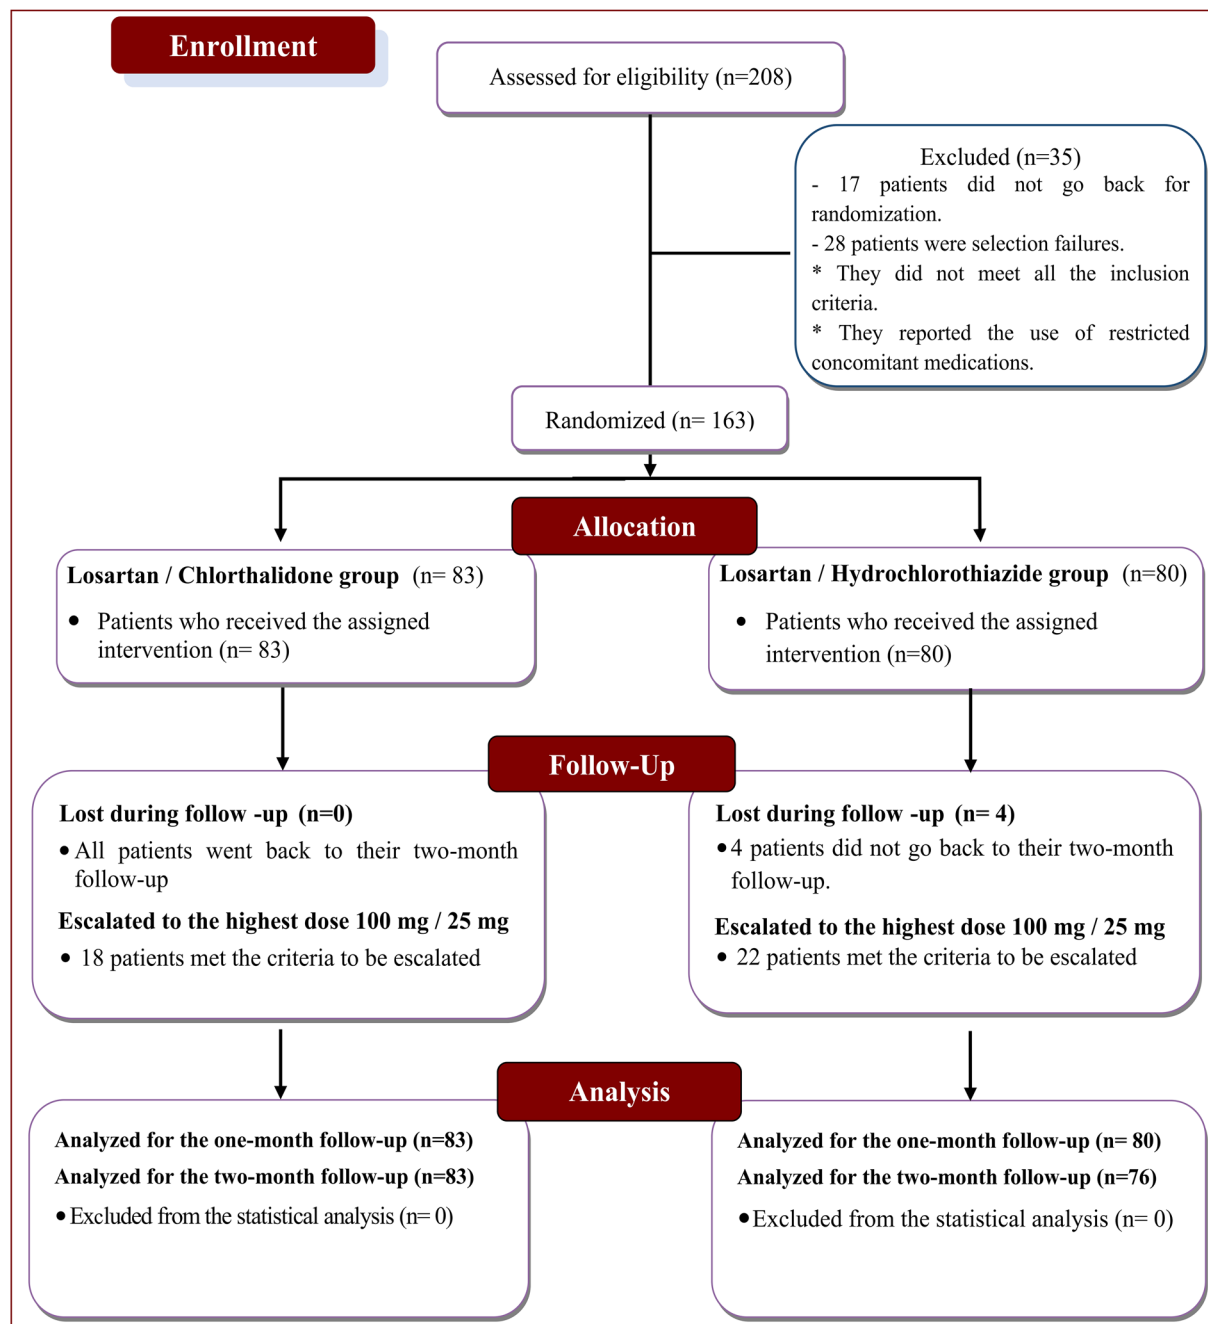 Enrollment
Assessed for eligibility (n=208)
Excluded (n=35)
- 17 patients did not go back for
randomization.
- 28 patients were selection failures.
* They did not meet all the inclusion
criteria.
* They reported the use of restricted
concomitant medications.
Randomized (n= 163)
Allocation
Losartan / Chlorthalidone group (n= 83)
• Patients who received the assigned
intervention (n= 83)
Losartan / Hydrochlorothiazide group (n=80)
• Patients who received the assigned
intervention (n=80)
Follow-Up
Lost during follow -up (n=0)
• All patients went back to their two-month
follow-up
Escalated to the highest dose 100 mg / 25 mg
• 18 patients met the criteria to be escalated
Lost during follow -up (n= 4)
• 4 patients did not go back to their two-month
follow-up.
Escalated to the highest dose 100 mg / 25 mg
• 22 patients met the criteria to be escalated
Analysis
Analyzed for the one-month follow-up (n=83)
Analyzed for the two-month follow-up (n=83)
• Excluded from the statistical analysis (n= 0)
Analyzed for the one-month follow-up (n= 80)
Analyzed for the two-month follow-up (n=76)
• Excluded from the statistical analysis (n= 0)